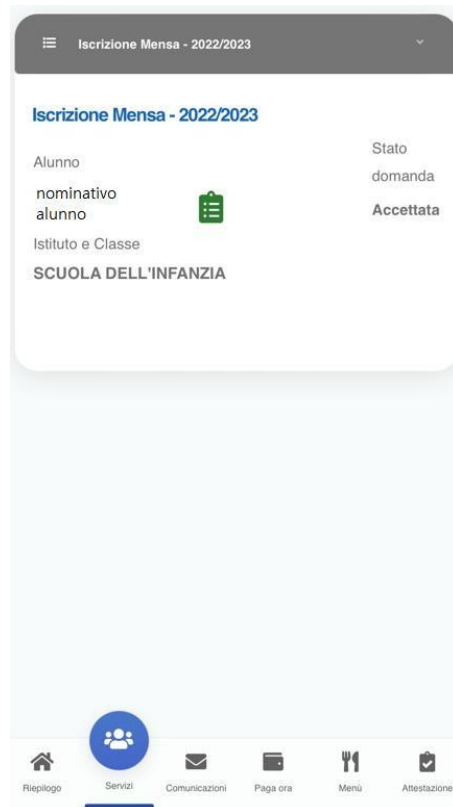 Iscrizione Mensa - 2022/2023
Iscrizione Mensa - 2022/2023
Alunno
nominativo
alunno
Istituto e Classe
SCUOLA DELL'INFANZIA
Stato
domanda
Accettata
Riepilogo
Servizi
Comunicazioni
Paga ora
Menù
Attestazione